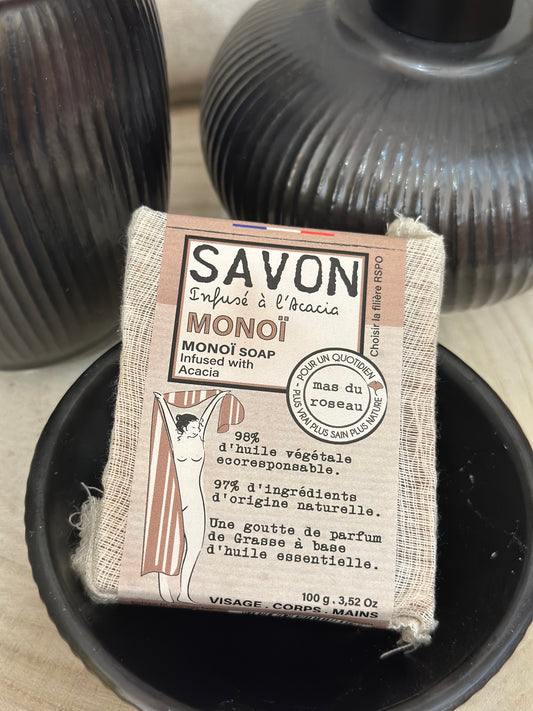 SAVON
Infusé à l'Acacia
MONOÏ
MONOÏ SOAP
Infused with
Acacia
Choisir la filière RSPO
POUR UN QUOTIDIEN
mas du
roseau
PLUS VRAI PLUS SAIN PLUS NATURE
98%
d'huile végétale
écoresponsable.
97% d'ingrédients
d'origine naturelle.
Une goutte de parfum
de Grasse à base
d'huile essentielle.
100 g . 3,52 Oz
VISAGE . CORPS . MAINS